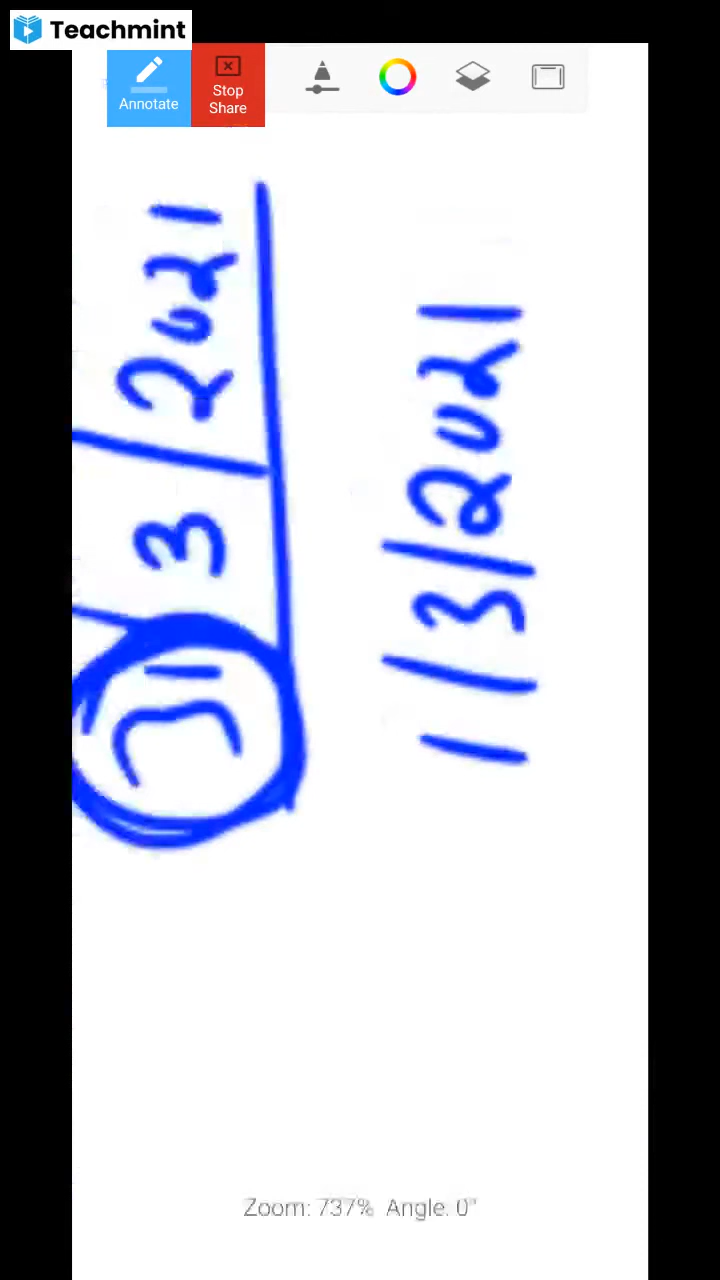 Teachmint
Annotate
Stop
Share
31/3/2021
1/3/2021
Zoom: 737% Angle: 0°